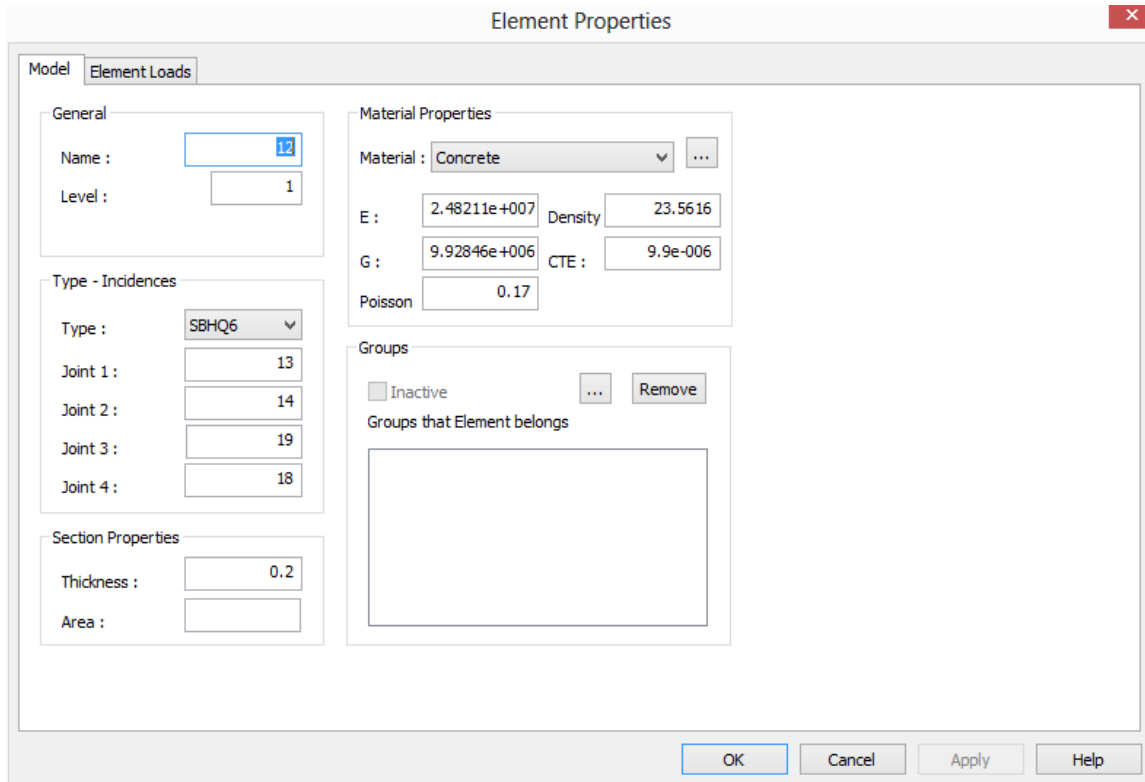 Element Properties
Model
Element Loads
General
Name :
12
Level :
1
Type - Incidences
Type :
SBHQ6
Joint 1 :
13
Joint 2 :
14
Joint 3 :
19
Joint 4 :
18
Section Properties
Thickness :
0.2
Area :
Material Properties
Material :
Concrete
...
E :
2.48211e+007
Density
23.5616
G :
9.92846e+006
CTE :
9.9e-006
Poisson
0.17
Groups
Inactive
...
Remove
Groups that Element belongs
OK
Cancel
Apply
Help